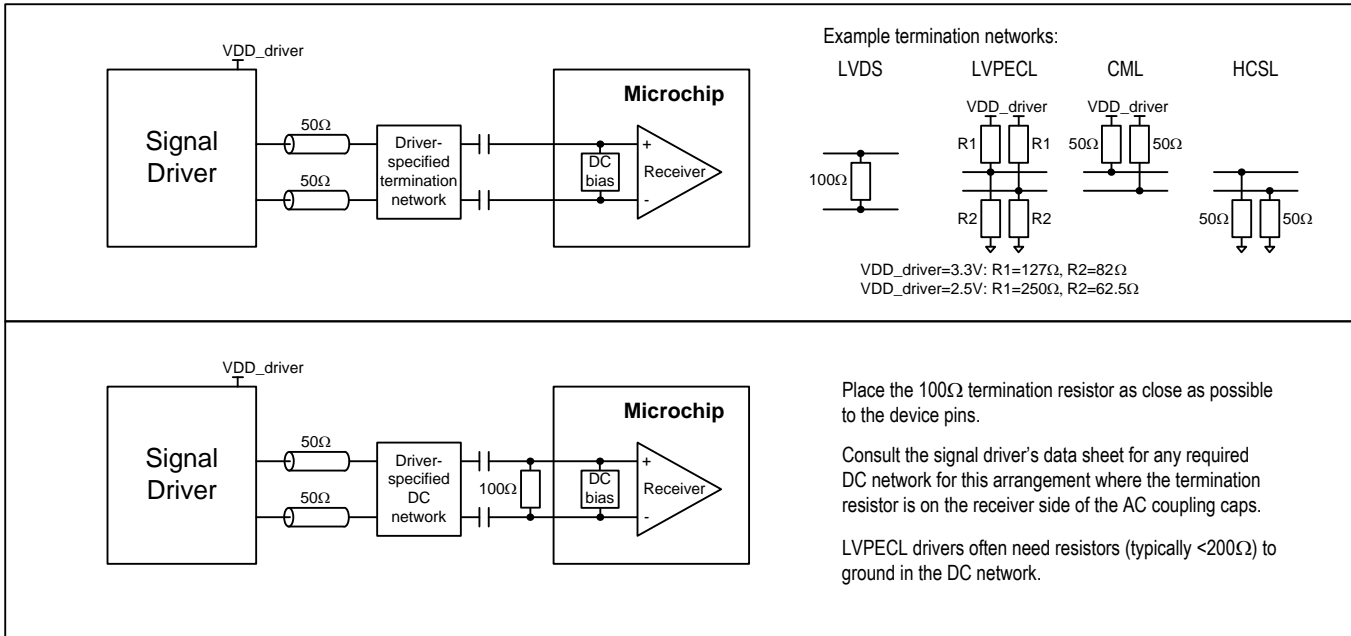 VDD_driver
Signal
Driver
50Ω
50Ω
Driver-
specified
termination
network
Microchip
DC
bias
+
-
Receiver
Example termination networks:
LVDS
100Ω
LVPECL
VDD_driver
R1
R1
R2
R2
CML
VDD_driver
50Ω
50Ω
HCSL
50Ω
50Ω
VDD_driver=3.3V: R1=127Ω, R2=82Ω
VDD_driver=2.5V: R1=250Ω, R2=62.5Ω
VDD_driver
Signal
Driver
50Ω
50Ω
Driver-
specified
DC
network
100Ω
Microchip
DC
bias
+
-
Receiver
Place the 100Ω termination resistor as close as possible
to the device pins.
Consult the signal driver's data sheet for any required
DC network for this arrangement where the termination
resistor is on the receiver side of the AC coupling caps.
LVPECL drivers often need resistors (typically <200Ω) to
ground in the DC network.